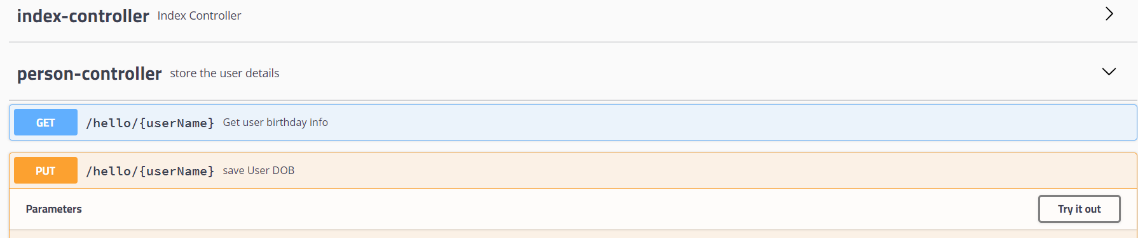 index-controller Index Controller
person-controller store the user details
GET /hello/{userName} Get user birthday info
PUT /hello/{userName} save User DOB
Parameters Try it out